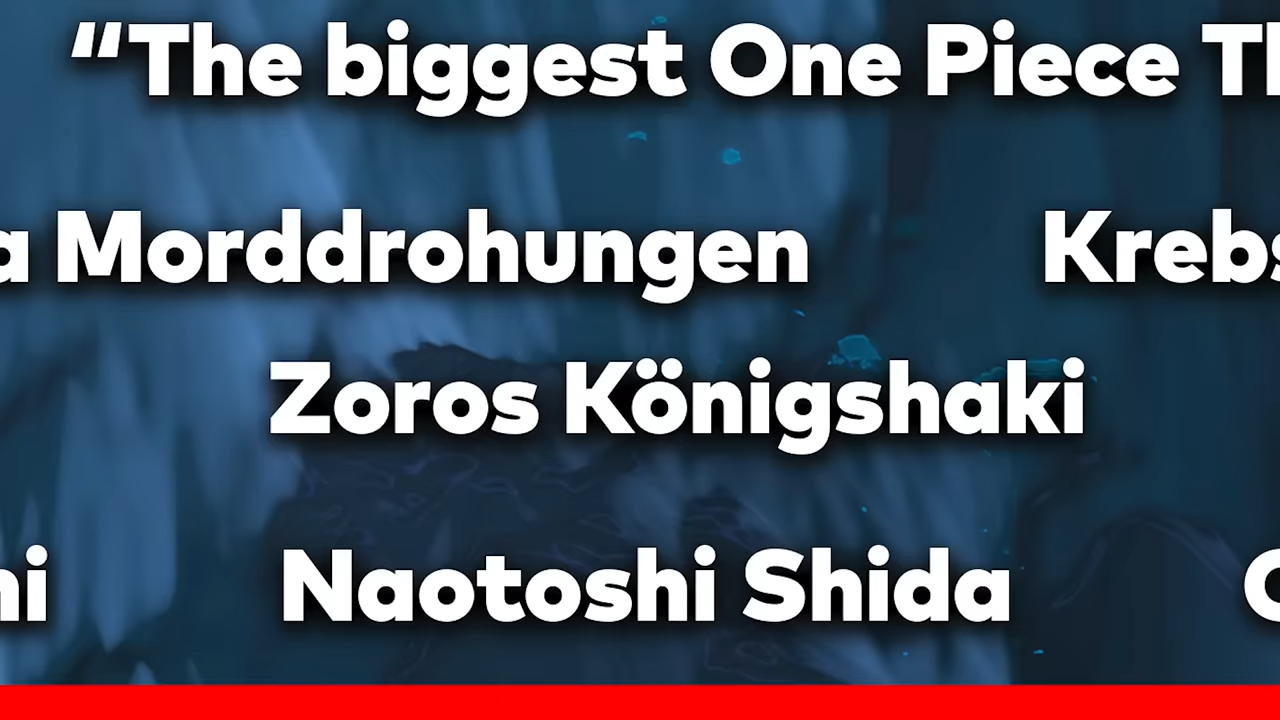 “The biggest One Piece
Morddrohungen
Zoros Königshaki
Naotoshi Shida